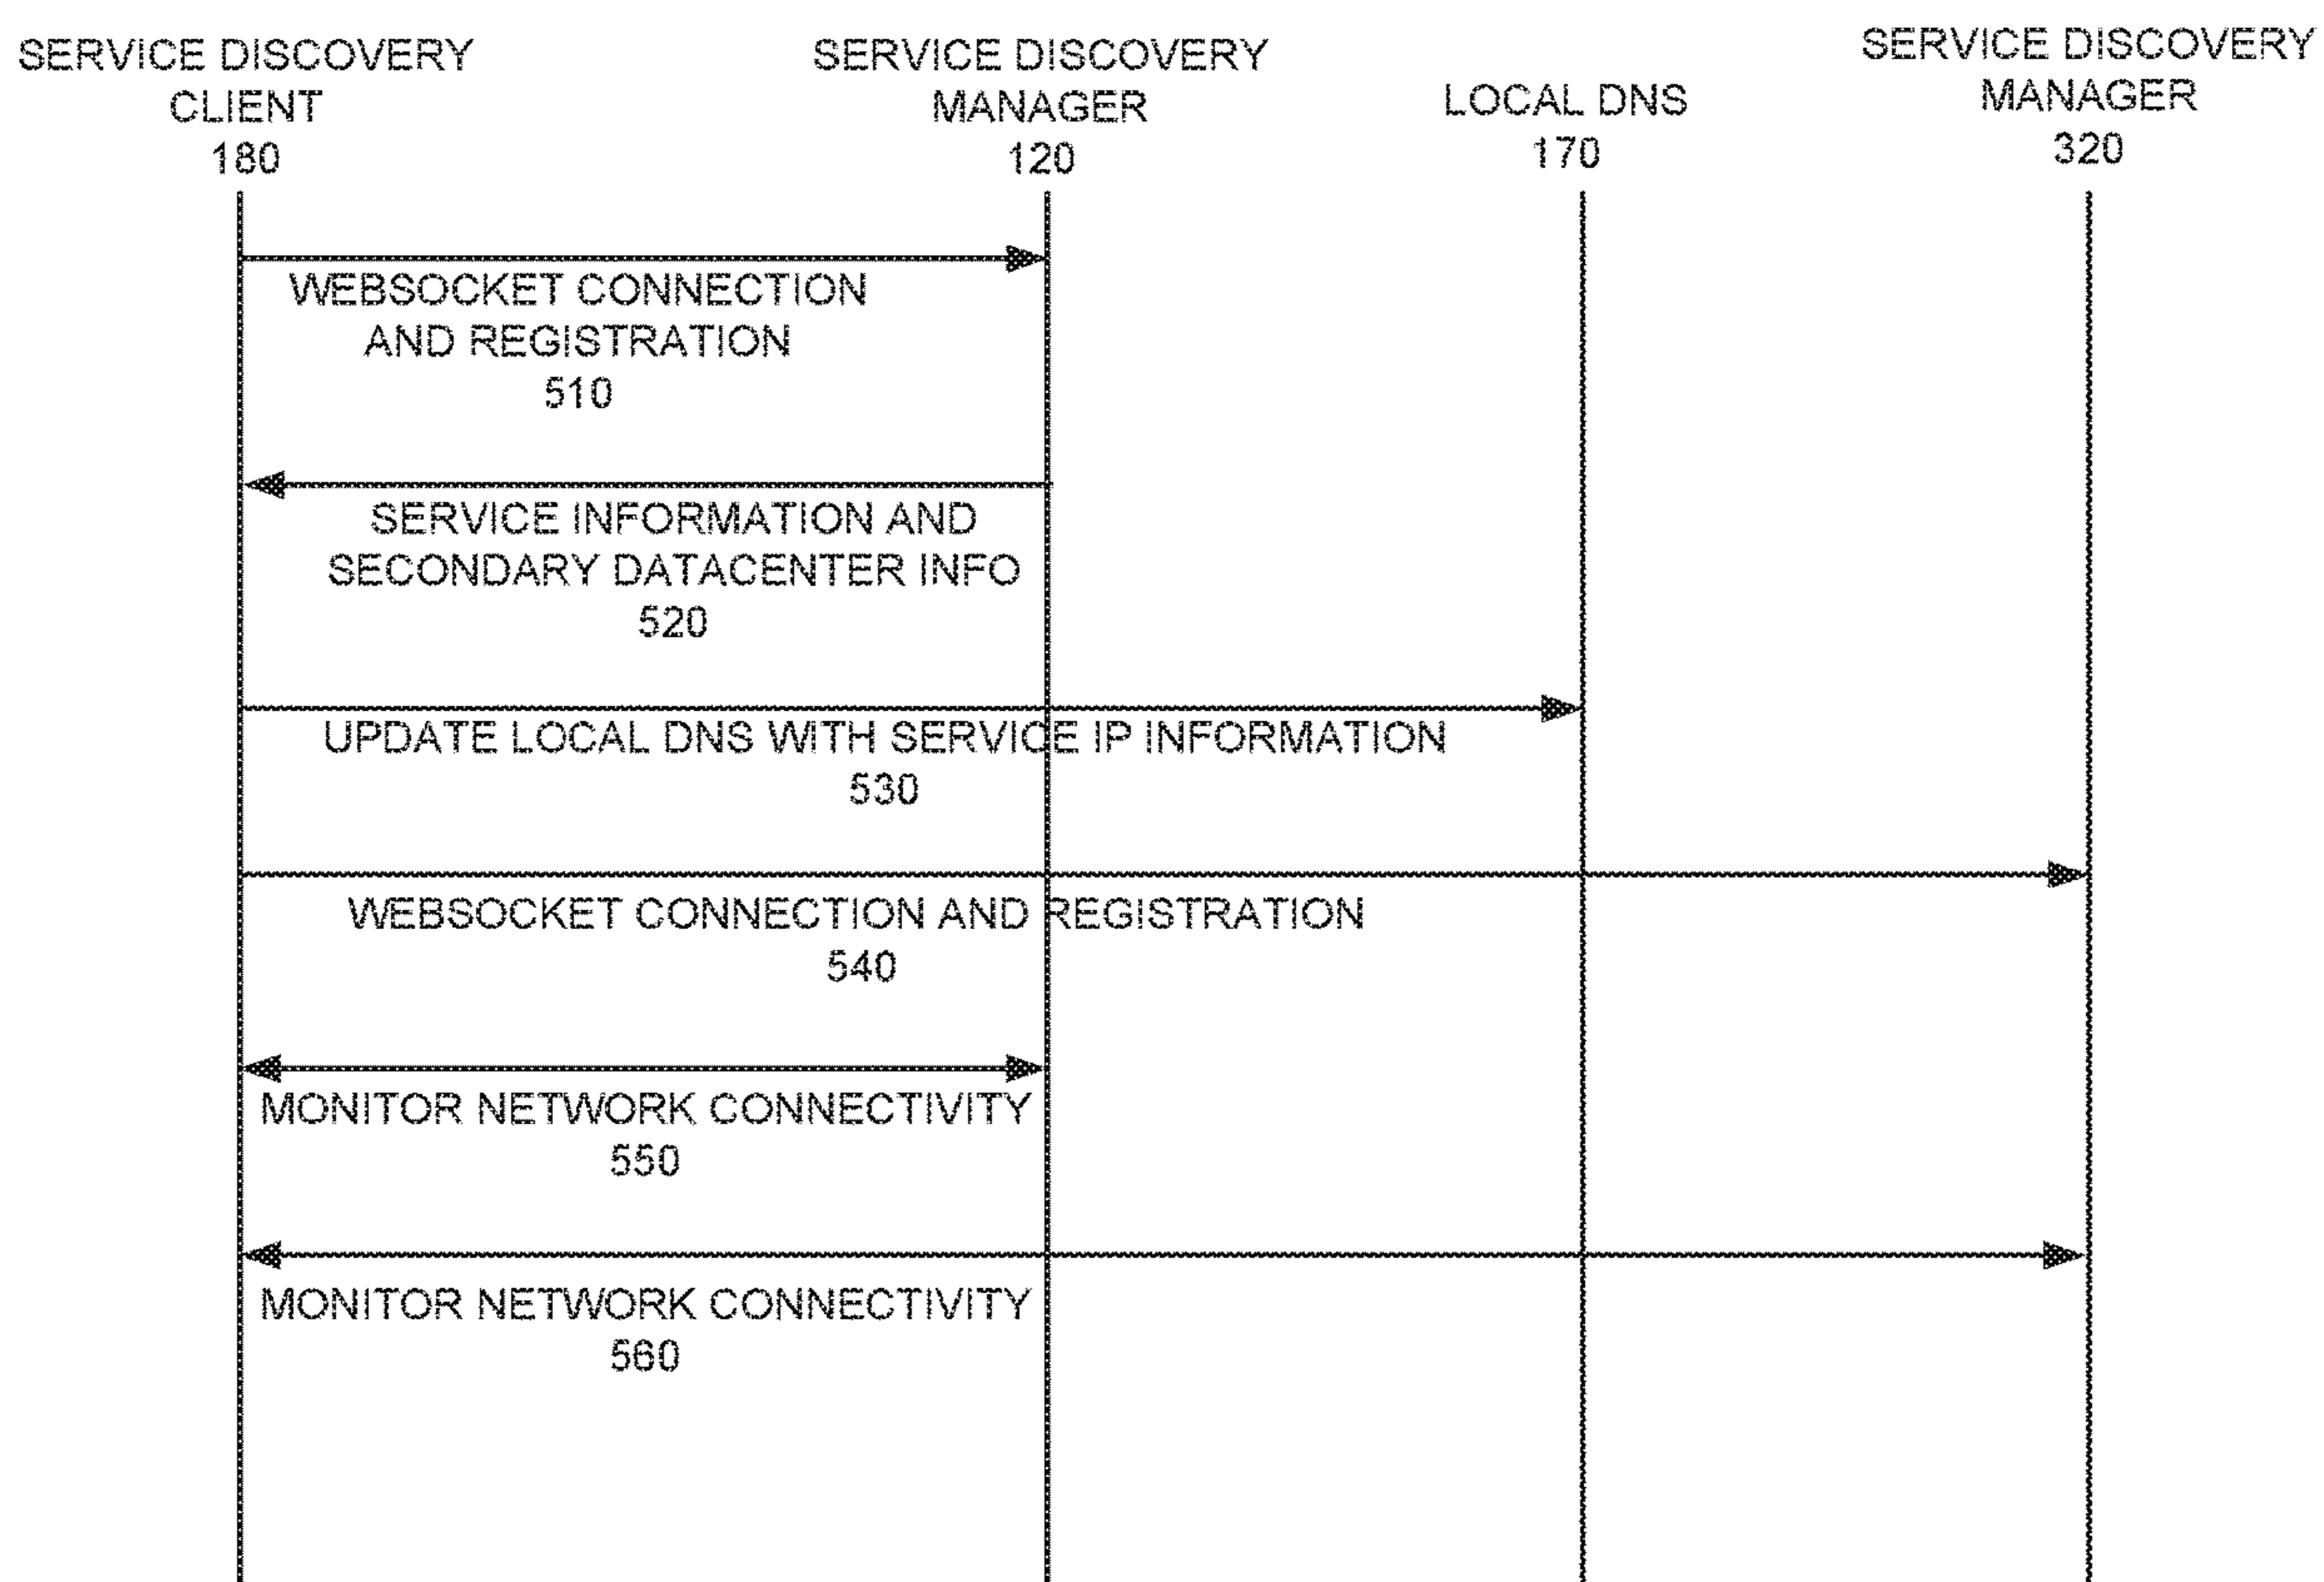 SERVICE DISCOVERY
CLIENT
180
SERVICE DISCOVERY
MANAGER
120
LOCAL DNS
170
SERVICE DISCOVERY
MANAGER
320
WEBSOCKET CONNECTION
AND REGISTRATION
510
SERVICE INFORMATION AND
SECONDARY DATACENTER INFO
520
UPDATE LOCAL DNS WITH SERVICE IP INFORMATION
530
WEBSOCKET CONNECTION AND REGISTRATION
540
MONITOR NETWORK CONNECTIVITY
550
MONITOR NETWORK CONNECTIVITY
560